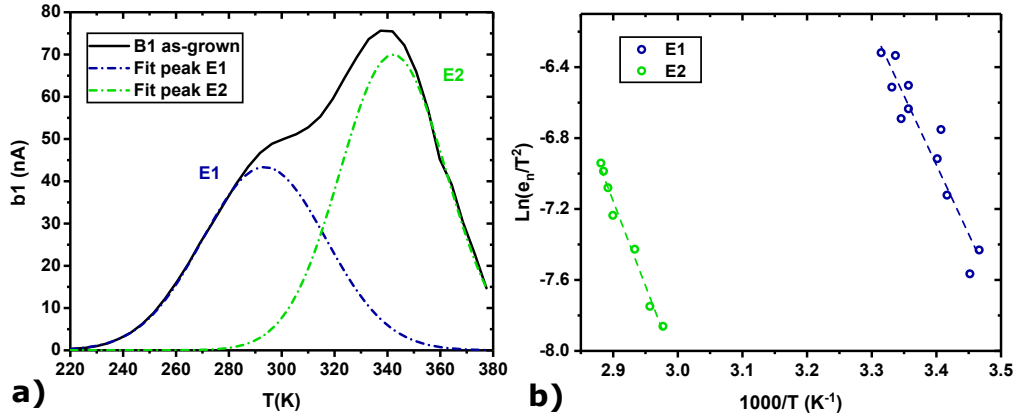 B1 as-grown
Fit peak E1
Fit peak E2
E1
E2
b1 (nA)
80
70
60
50
40
30
20
10
0
220 240 260 280 300 320 340 360 380
T(K)
a)
E1
E2
Ln(eₙ/T²)
-6.4
-6.8
-7.2
-7.6
-8.0
2.9 3.0 3.1 3.2 3.3 3.4 3.5
1000/T (K⁻¹)
b)